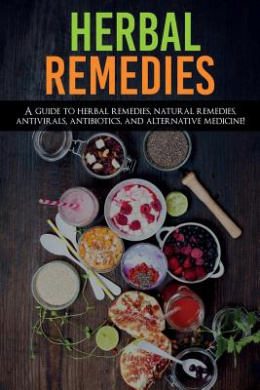 HERBAL
REMEDIES
A GUIDE TO HERBAL REMEDIES, NATURAL REMEDIES,
ANTIVIRALS, ANTIBIOTICS, AND ALTERNATIVE MEDICINE!